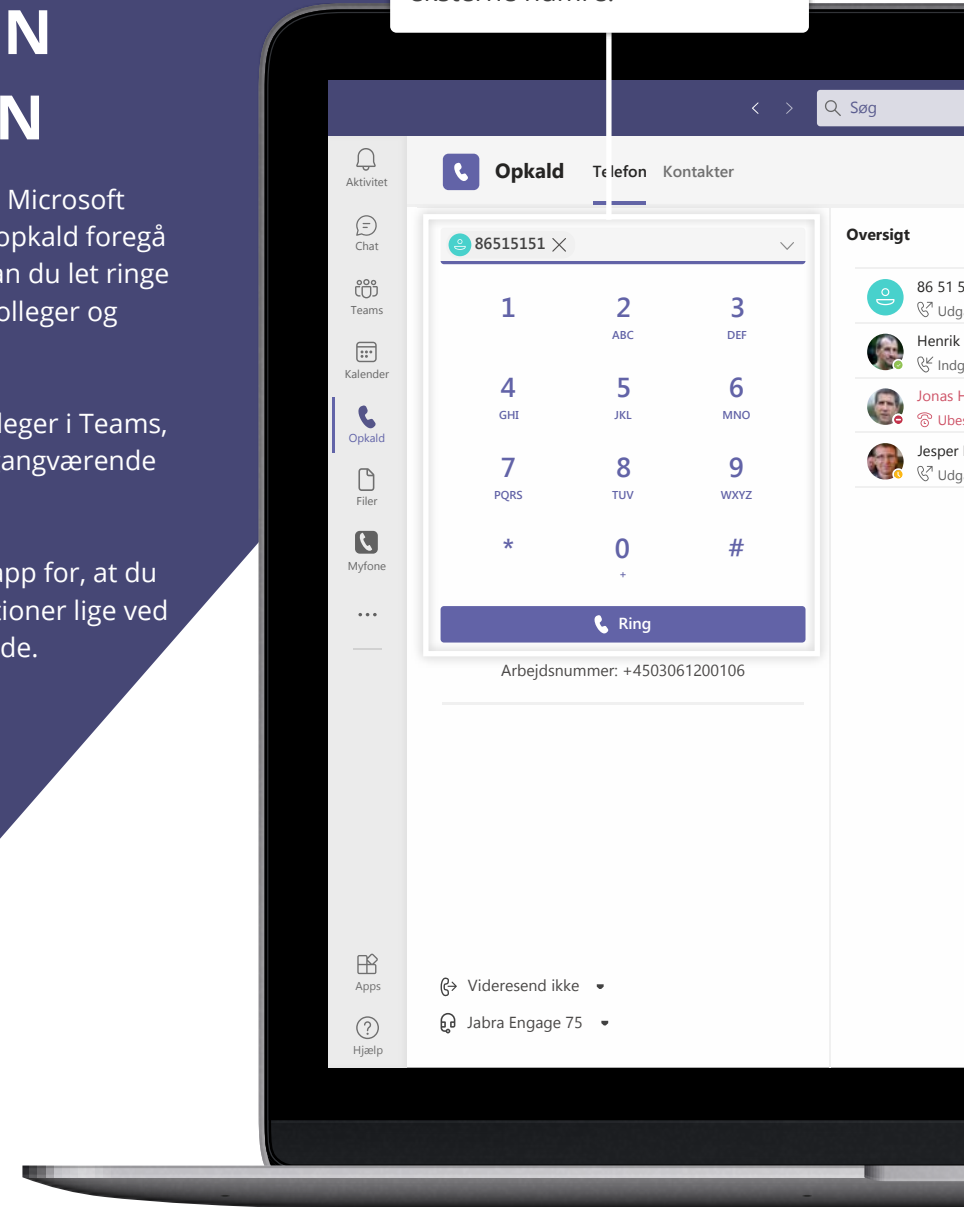 N
N
Microsoft
opkald foregå
an du let ringe
olleger og
leger i Teams,
angværende
app for, at du
tioner lige ved
de.
Søg
Aktivitet
Chat
Teams
Kalender
Opkald
Filer
Myfone
Apps
Hjælp
Opkald Telefon Kontakter
86515151
1 2 3
ABC DEF
4 5 6
GHI JKL MNO
7 8 9
PQRS TUV WXYZ
* 0 #
+
Ring
Arbejdsnummer: +4503061200106
Videresend ikke
Jabra Engage 75
Oversigt
86 51 5
Udg
Henrik
Indg
Jonas H
Ubes
Jesper
Udg